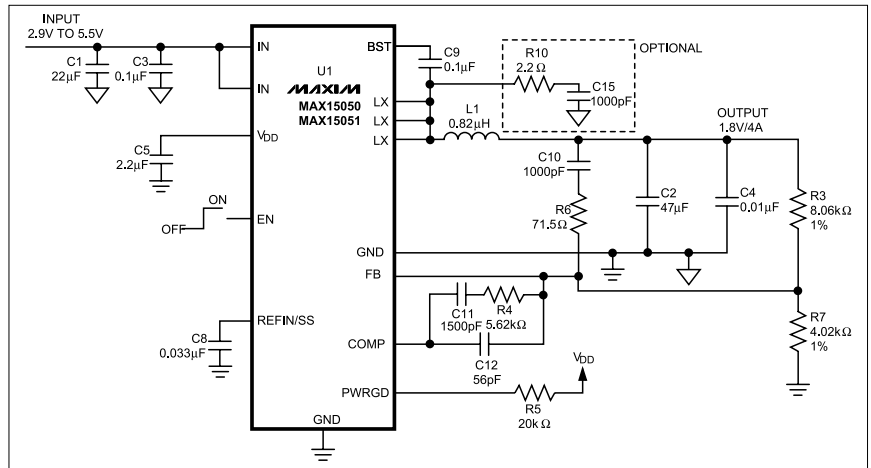 INPUT
2.9V TO 5.5V
C1
22µF
C3
0.1µF
IN
IN
U1
MAXIM
MAX15050
MAX15051
BST
C9
0.1µF
R10
2.2Ω
C15
1000pF
OPTIONAL
LX
LX
LX
L1
0.82µH
OUTPUT
1.8V/4A
VDD
C5
2.2µF
C10
1000pF
R6
71.5Ω
C2
47µF
C4
0.01µF
R3
8.06kΩ
1%
ON
OFF
EN
GND
FB
C11
1500pF
R4
5.62kΩ
R7
4.02kΩ
1%
REFIN/SS
C8
0.033µF
COMP
C12
56pF
VDD
PWRGD
R5
20kΩ
GND